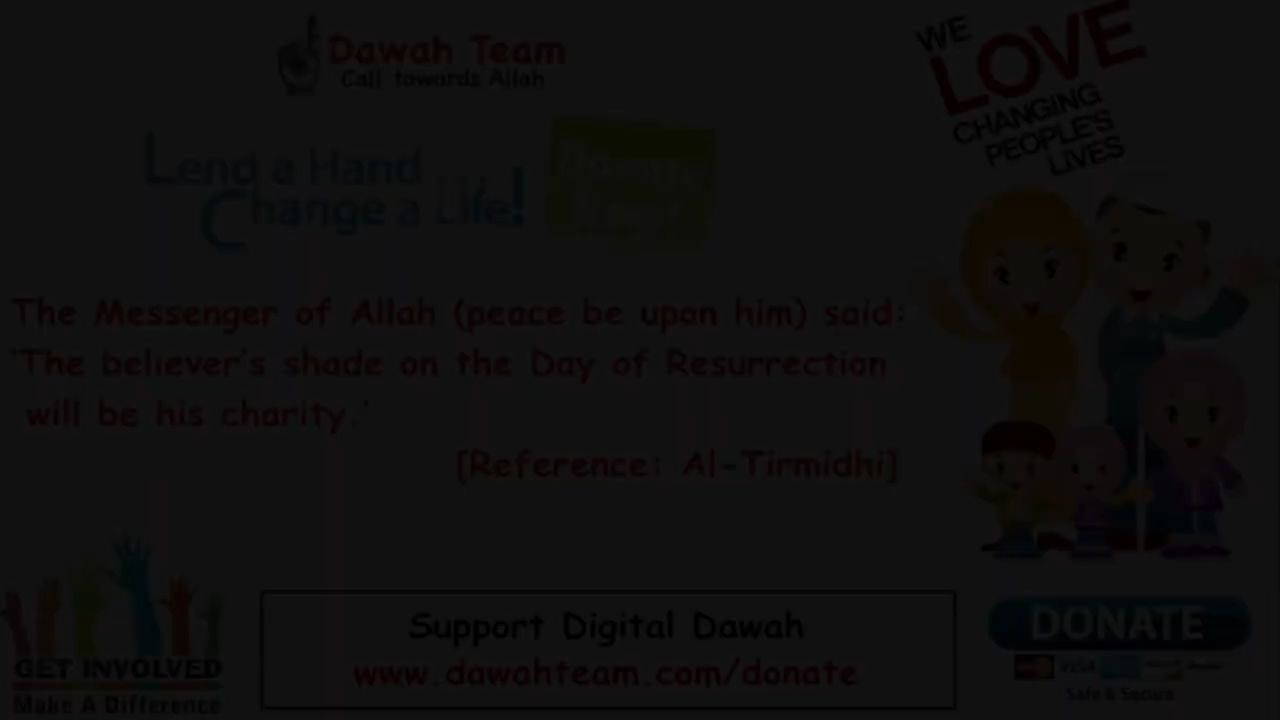 Dawah Team
Call towards Allah
WE
LOVE
CHANGING
PEOPLE'S
LIVES
Lend a Hand
Change a Life!
Donate
The Messenger of Allah (peace be upon him) said:
'The believer's shade on the Day of Resurrection
will be his charity.'
[Reference: Al-Tirmidhi]
GET INVOLVED
Make A Difference
Support Digital Dawah
www.dawahteam.com/donate
DONATE
VISA
Safe & Secure